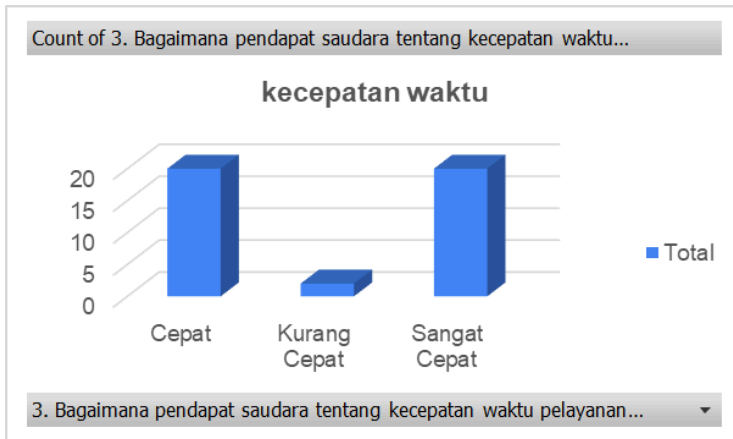 Count of 3. Bagaimana pendapat saudara tentang kecepatan waktu...
kecepatan waktu
20
15
10
5
0
Cepat
Kurang
Cepat
Sangat
Cepat
Total
3. Bagaimana pendapat saudara tentang kecepatan waktu pelayanan...